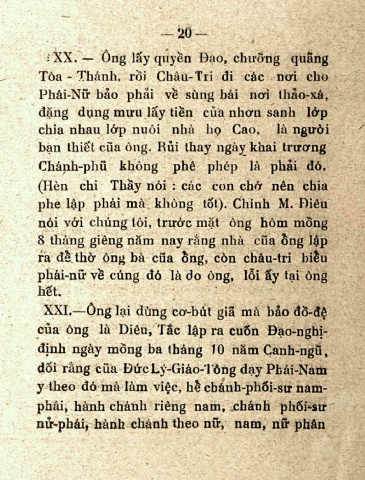 — 20 —
XX. — Ông lấy quyền Đạo, chưởng quãng
Tòa - Thánh, rồi Châu-Tri đi các nơi cho
Phái-Nữ bảo phải về sùng bái nơi thảo-xá,
đặng dụng mưu lấy tiền của nhơn sanh lớp
chia nhau lớp nuôi nhà họ Cao, là người
bạn thiết của ông. Rủi thay ngày khai trương
Chánh-phũ không phê phép là phải đó.
(Hèn chi Thầy nói : các con chớ nên chia
phe lập phái mà không tốt). Chính M. Điêu
nói với chúng tôi, trước mặt ông hôm mồng
8 tháng giêng năm nay rằng nhà của ổng lập
ra để thờ ông bà của ổng, còn châu-tri biểu
phái-nữ về cúng đó là do ông, lỗi ấy tại ông
hết.
XXI.—Ông lại dùng cơ-bút giã mà bảo đồ-đệ
của ông là Diêu, Tắc lập ra cuốn Đạo-nghị-
định ngày mồng ba tháng 10 năm Canh-ngũ,
dối rằng của Đức Lý-Giáo-Tông dạy Phái-Nam
y theo đó mà làm việc, hễ chánh-phối-sư nam-
phái, hành chánh riêng nam, chánh phối-sư
nử-phái, hành chánh theo nữ, nam, nữ phân